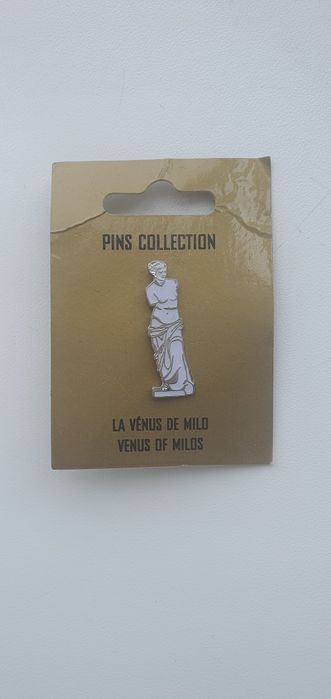 PINS COLLECTION
LA VÉNUS DE MILO
VENUS OF MILOS